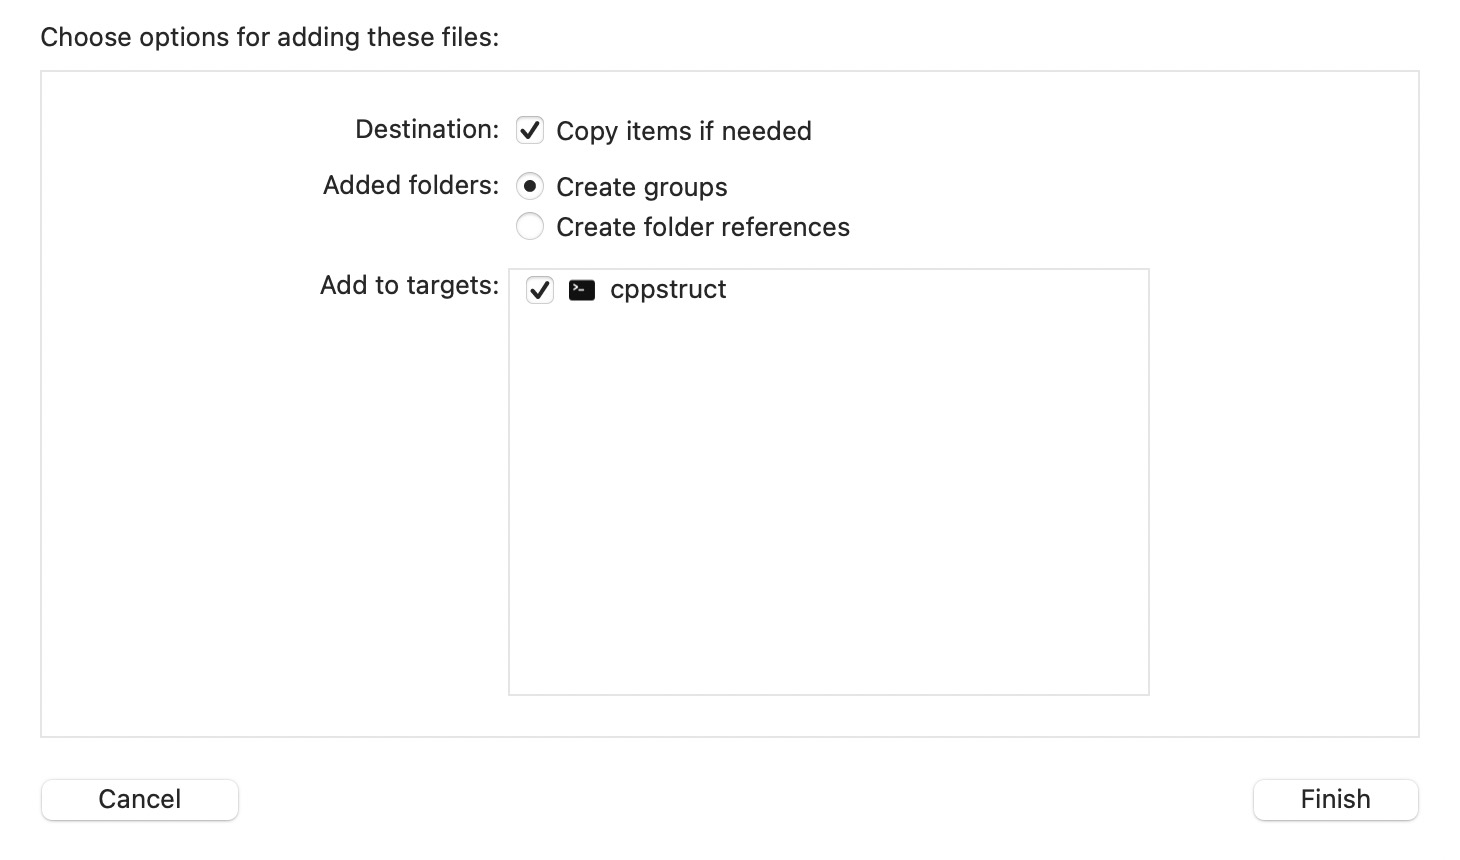 Choose options for adding these files:
Destination: Copy items if needed
Added folders: Create groups
Create folder references
Add to targets: cppstruct
Cancel Finish